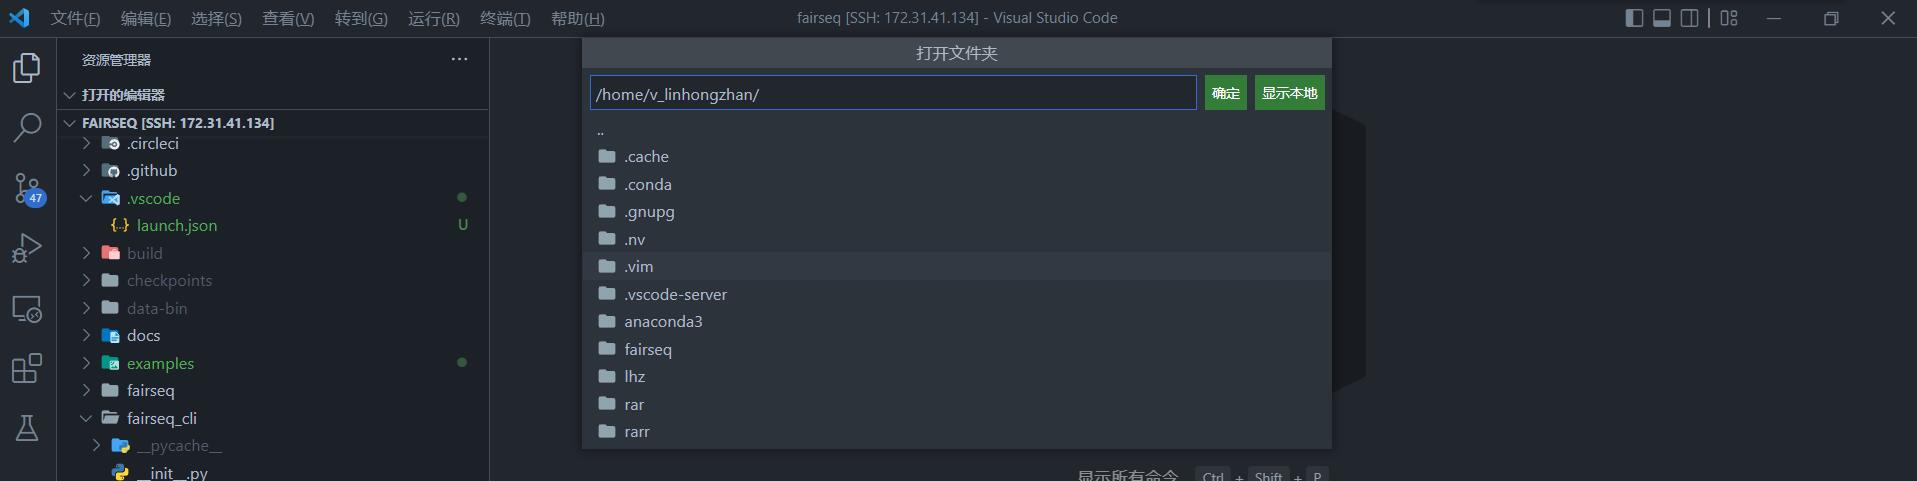 文件(F) 编辑(E) 选择(S) 查看(V) 转到(G) 运行(R) 终端(T) 帮助(H) fairseq [SSH: 172.31.41.134] - Visual Studio Code
资源管理器 ···
打开的编辑器
FAIRSEQ [SSH: 172.31.41.134]
.circleci
.github
.vscode
launch.json U
build
checkpoints
data-bin
docs
examples
fairseq
fairseq_cli
__pycache__
__init__.py
47
打开文件夹
/home/v_linhongzhan/ 确定 显示本地
..
.cache
.conda
.gnupg
.nv
.vim
.vscode-server
anaconda3
fairseq
lhz
rar
rarr
显示所有命令 Ctrl + Shift + P